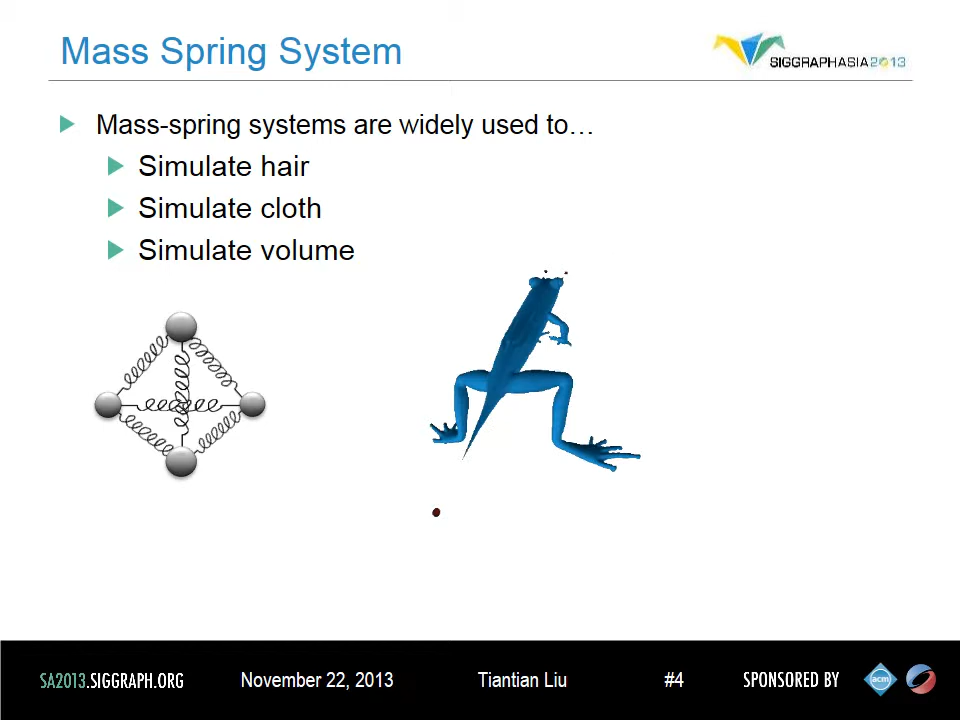 Mass Spring System
SIGGRAPHASIA2013
Mass-spring systems are widely used to…
Simulate hair
Simulate cloth
Simulate volume
SA2013.SIGGRAPH.ORG
November 22, 2013
Tiantian Liu
#4
SPONSORED BY
acm